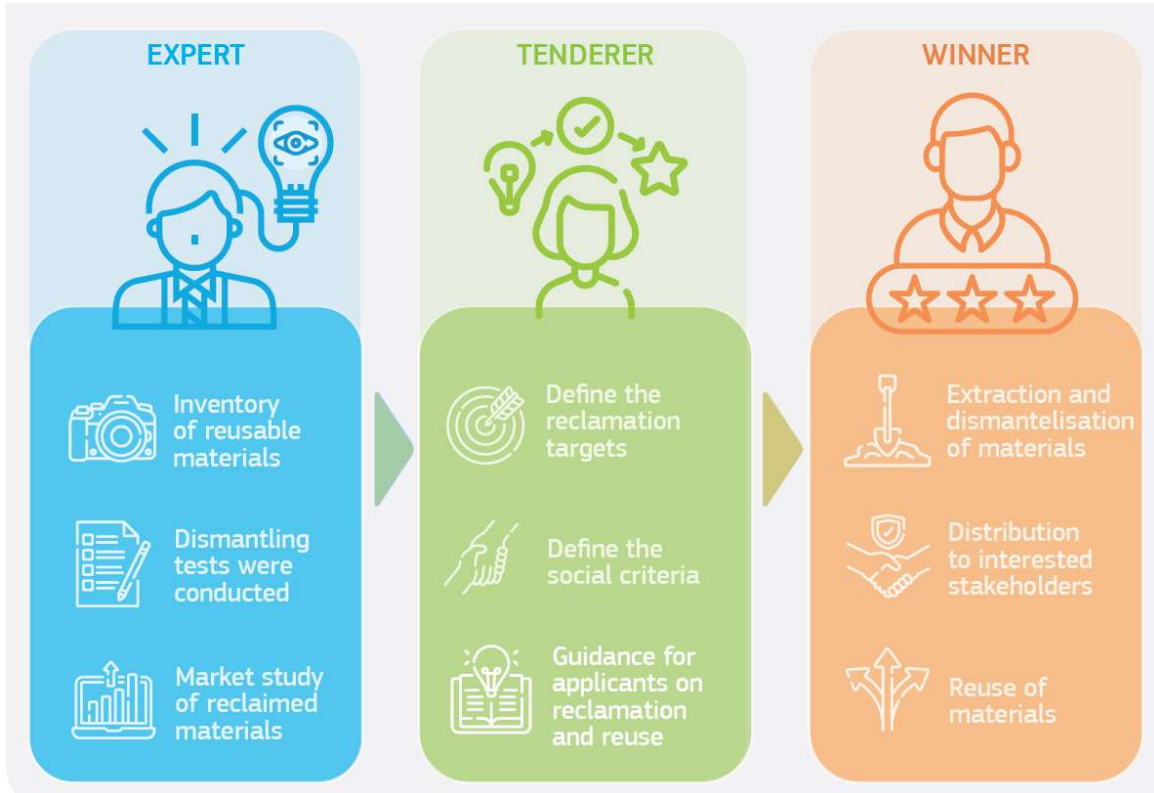 EXPERT
Inventory
of reusable
materials
Dismantling
tests were
conducted
Market study
of reclaimed
materials
TENDERER
Define the
reclamation
targets
Define the
social criteria
Guidance for
applicants on
reclamation
and reuse
WINNER
Extraction and
dismantelisation
of materials
Distribution
to interested
stakeholders
Reuse of
materials